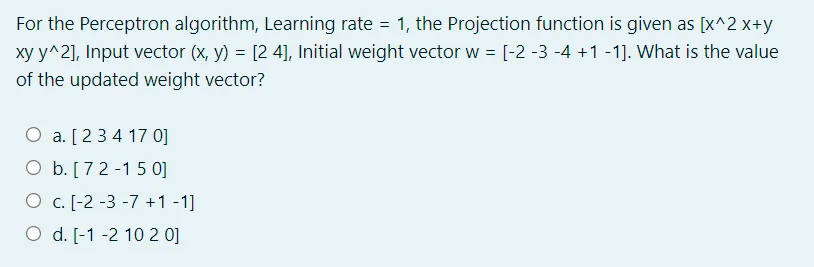 For the Perceptron algorithm, Learning rate = 1, the Projection function is given as [x^2 x+y
xy y^2], Input vector (x, y) = [2 4], Initial weight vector w = [-2 -3 -4 +1 -1]. What is the value
of the updated weight vector?
a. [ 2 3 4 17 0]
b. [ 7 2 -1 5 0]
c. [-2 -3 -7 +1 -1]
d. [-1 -2 10 2 0]